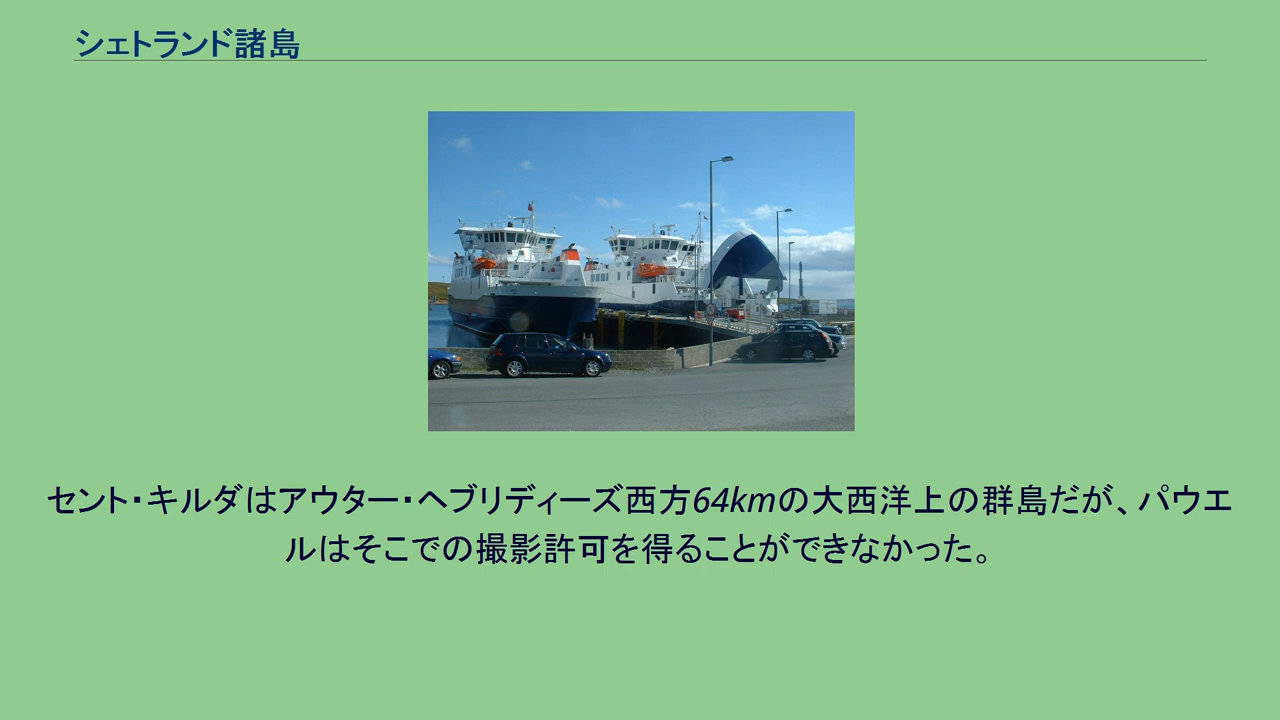 シェトランド諸島
セント・キルダはアウター・ヘブリディーズ西方64kmの大西洋上の群島だが、パウエ
ルはそこでの撮影許可を得ることができなかった。